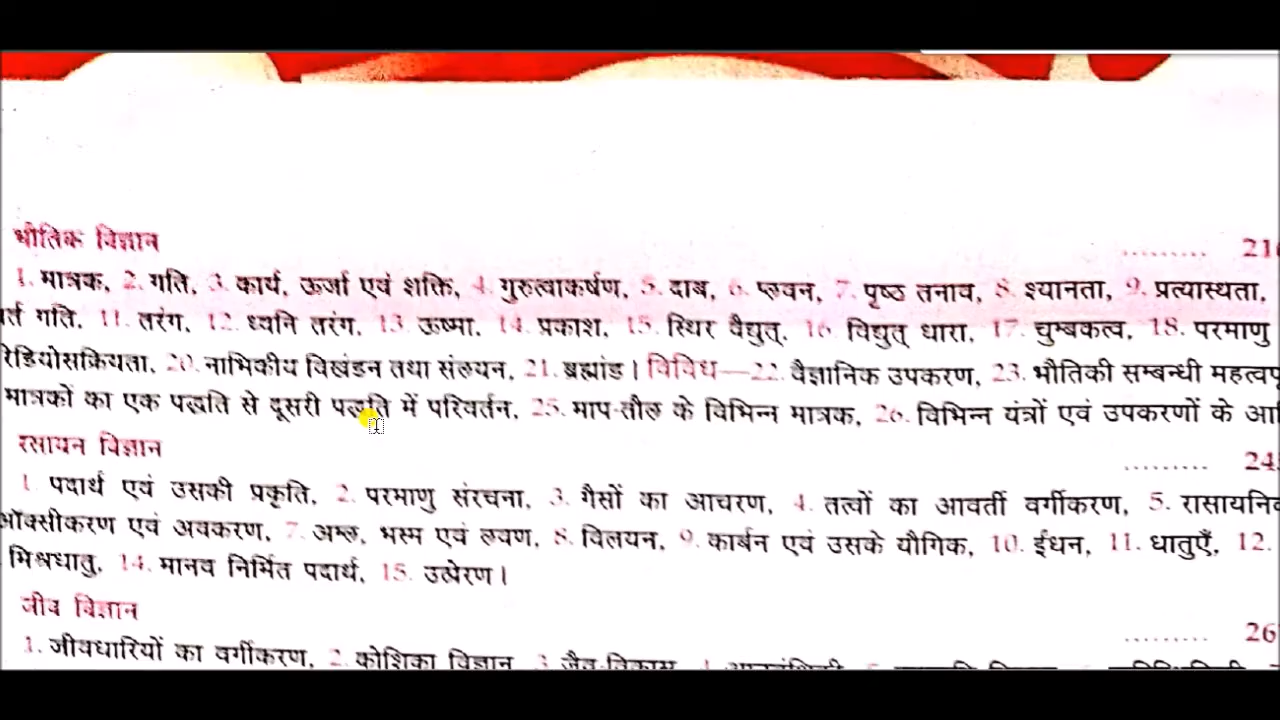 भौतिक विज्ञान ......... 210
1. मात्रक, 2. गति, 3. कार्य, ऊर्जा एवं शक्ति, 4. गुरुत्वाकर्षण, 5. दाब, 6. प्लवन, 7. पृष्ठ तनाव, 8. श्यानता, 9. प्रत्यास्थता,
गति, 11. तरंग, 12. ध्वनि तरंग, 13. ऊष्मा, 14. प्रकाश, 15. स्थिर वैद्युत्, 16. विद्युत् धारा, 17. चुम्बकत्व, 18. परमाणु
रेडियोसक्रियता, 20. नाभिकीय विखंडन तथा संलयन, 21. ब्रह्मांड। विविध—22. वैज्ञानिक उपकरण, 23. भौतिकी सम्बन्धी
मात्रकों का एक पद्धति से दूसरी पद्धति में परिवर्तन, 25. माप-तौल के विभिन्न मात्रक, 26. विभिन्न यंत्रों एवं उपकरणों के
रसायन विज्ञान ......... 24
1. पदार्थ एवं उसकी प्रकृति, 2. परमाणु संरचना, 3. गैसों का आचरण, 4. तत्वों का आवर्ती वर्गीकरण, 5.
ऑक्सीकरण एवं अवकरण, 7. अम्ल, भस्म एवं लवण, 8. विलयन, 9. कार्बन एवं उसके यौगिक, 10. ईंधन, 11. धातुएँ, 12.
मिश्रधातु, 14. मानव निर्मित पदार्थ, 15. उत्प्रेरण।
जीव विज्ञान ......... 26
1. जीवधारियों का वर्गीकरण, 2. कोशिका विज्ञान 3. जैव-विकास